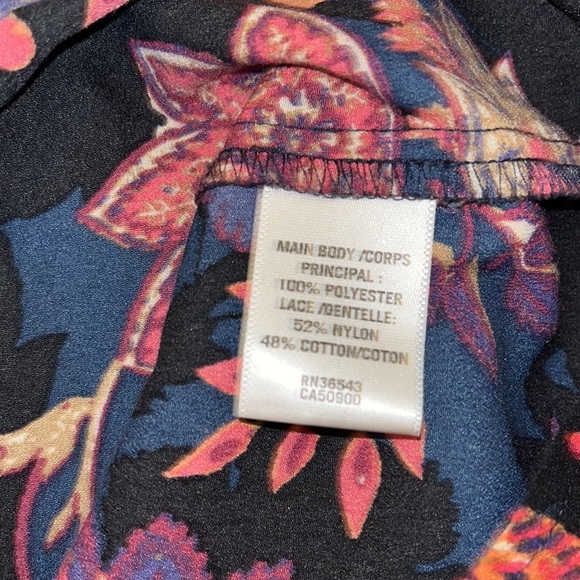 MAIN BODY /CORPS
PRINCIPAL :
100% POLYESTER
LACE /DENTELLE:
52% NYLON
48% COTTON/COTON
RN36543
CA50900